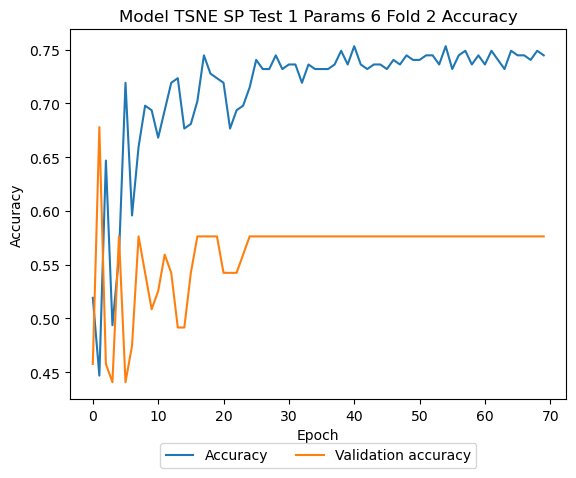 Model TSNE SP Test 1 Params 6 Fold 2 Accuracy
0.75
0.70
0.65
0.60
0.55
0.50
0.45
Accuracy
0 10 20 30 40 50 60 70
Epoch
Accuracy Validation accuracy